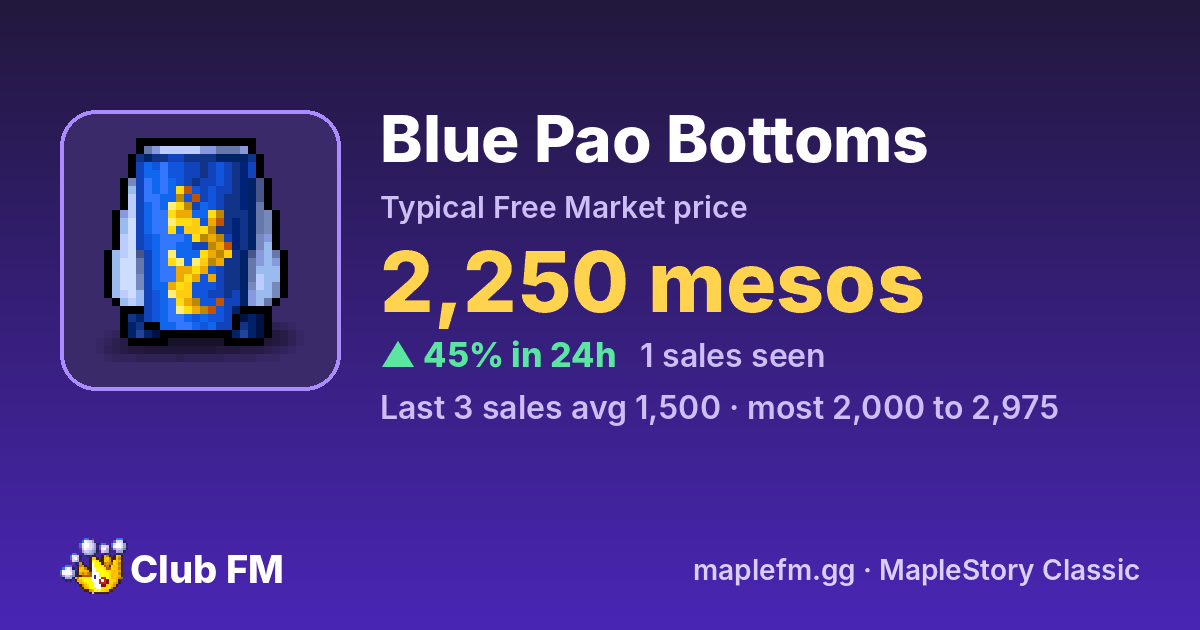 Blue Pao Bottoms
Typical Free Market price
2,250 mesos
▲ 45% in 24h 1 sales seen
Last 3 sales avg 1,500 · most 2,000 to 2,975
Club FM
maplefm.gg · MapleStory Classic